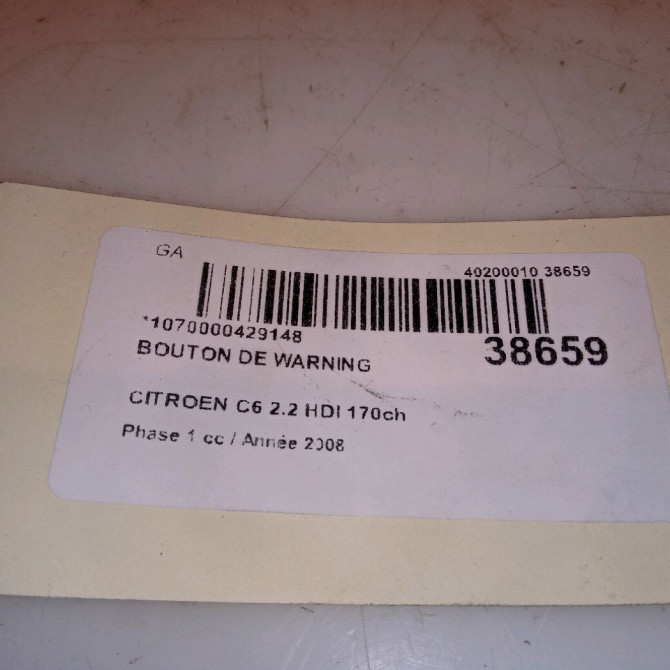 GA
40200010 38659
*1070000429148
38659
BOUTON DE WARNING
CITROEN C6 2.2 HDI 170ch
Phase 1 cc / Année 2008